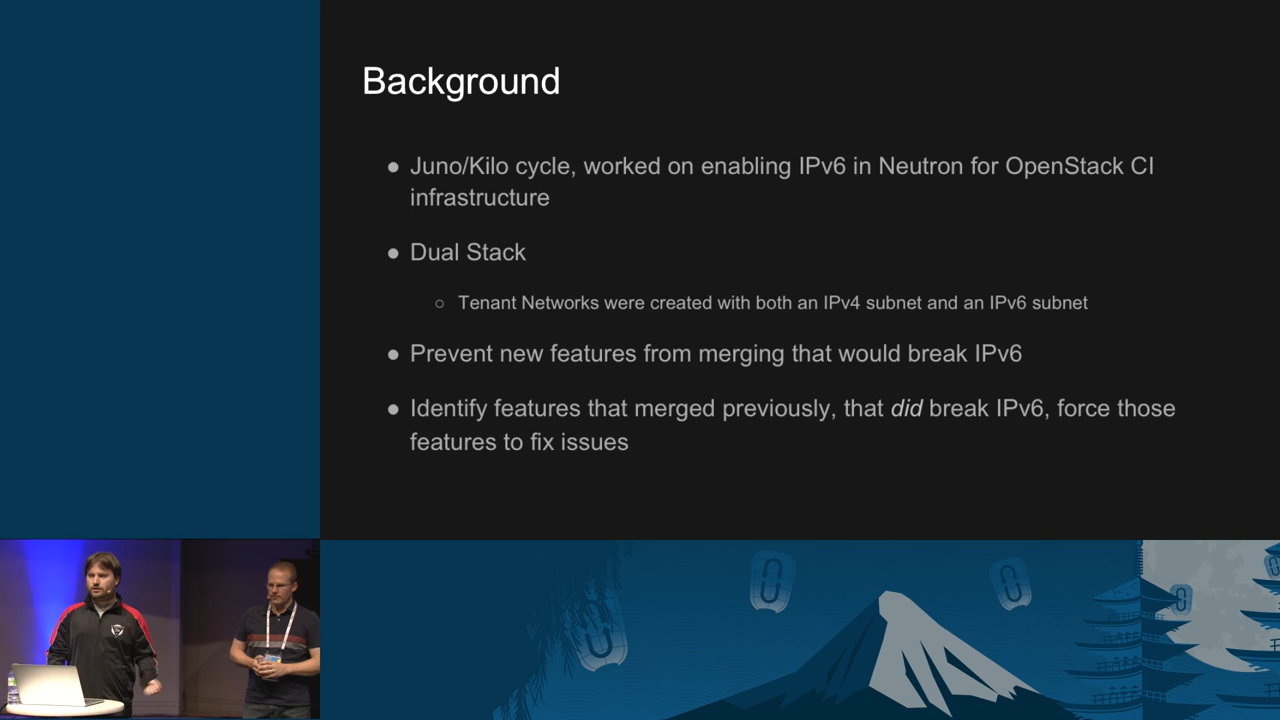 Background
● Juno/Kilo cycle, worked on enabling IPv6 in Neutron for OpenStack CI
infrastructure
● Dual Stack
○ Tenant Networks were created with both an IPv4 subnet and an IPv6 subnet
● Prevent new features from merging that would break IPv6
● Identify features that merged previously, that did break IPv6, force those
features to fix issues